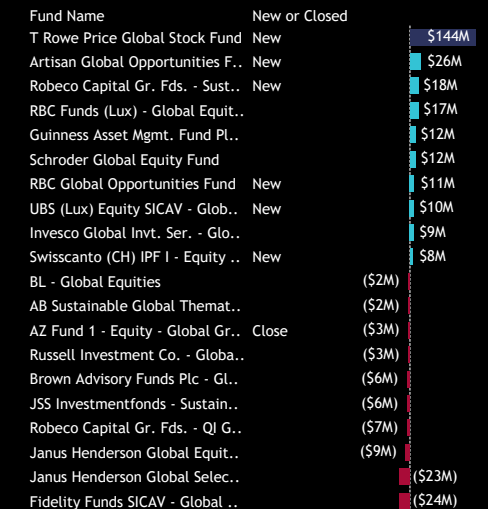 Fund Name New or Closed
T Rowe Price Global Stock Fund New $144M
Artisan Global Opportunities F.. New $26M
Robeco Capital Gr. Fds. - Sust.. New $18M
RBC Funds (Lux) - Global Equit.. $17M
Guinness Asset Mgmt. Fund Pl.. $12M
Schroder Global Equity Fund $12M
RBC Global Opportunities Fund New $11M
UBS (Lux) Equity SICAV - Glob.. New $10M
Invesco Global Invt. Ser. - Glo.. $9M
Swisscanto (CH) IPF I - Equity .. New $8M
BL - Global Equities ($2M)
AB Sustainable Global Themat.. ($2M)
AZ Fund 1 - Equity - Global Gr.. Close ($3M)
Russell Investment Co. - Globa.. ($3M)
Brown Advisory Funds Plc - Gl.. ($6M)
JSS Investmentfonds - Sustain.. ($6M)
Robeco Capital Gr. Fds. - QI G.. ($7M)
Janus Henderson Global Equit.. ($9M)
Janus Henderson Global Selec.. ($23M)
Fidelity Funds SICAV - Global .. ($24M)